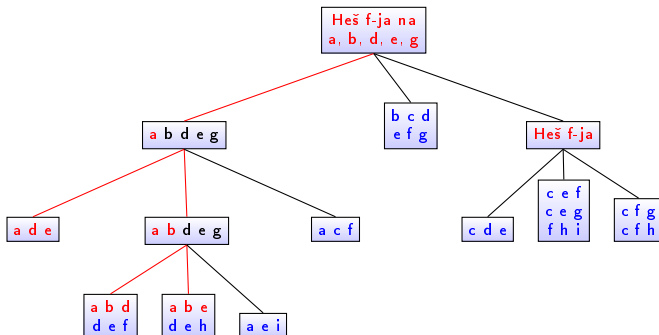 Heš f-ja na
a, b, d, e, g
b c d
e f g
a b d e g
Heš f-ja
a d e
a b d e g
a c f
c d e
c e f
c e g
f h i
c f g
c f h
a b d
d e f
a b e
d e h
a e i